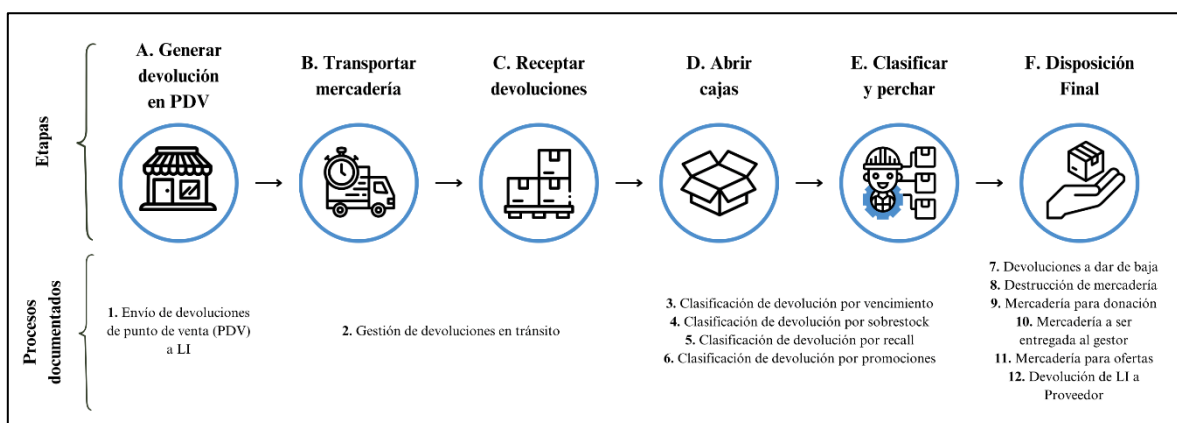 A. Generar
devolución
en PDV
B. Transportar
mercadería
C. Receptar
devoluciones
D. Abrir
cajas
E. Clasificar
y perchar
F. Disposición
Final
Etapas
Procesos
documentados
1. Envío de devoluciones
de punto de venta (PDV)
a LI
2. Gestión de devoluciones en tránsito
3. Clasificación de devolución por vencimiento
4. Clasificación de devolución por sobrestock
5. Clasificación de devolución por recall
6. Clasificación de devolución por promociones
7. Devoluciones a dar de baja
8. Destrucción de mercadería
9. Mercadería para donación
10. Mercadería a ser
entregada al gestor
11. Mercadería para ofertas
12. Devolución de LI a
Proveedor